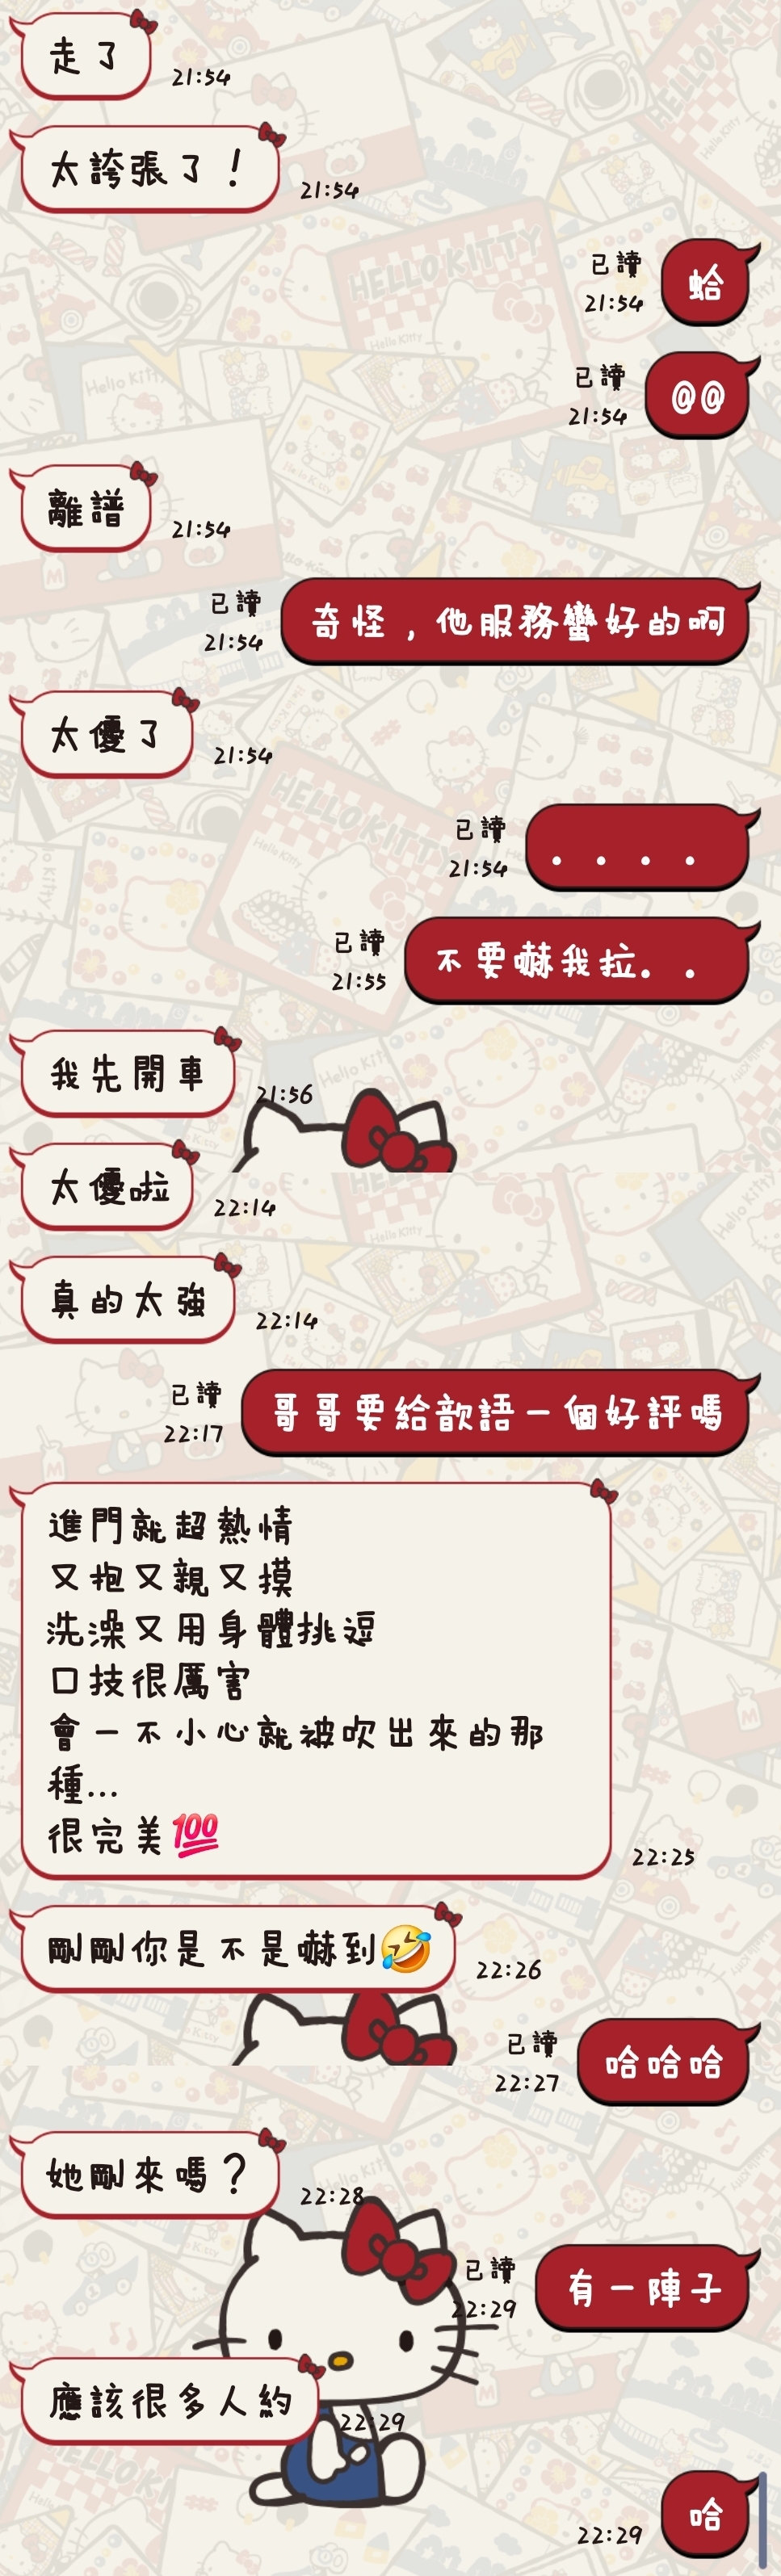 走了
21:54
太誇張了！
21:54
已讀
21:54
蛤
已讀
21:54
@@
離譜
21:54
已讀
21:54
奇怪，他服務蠻好的啊
太優了
21:54
已讀
21:54
．．．．
已讀
21:55
不要嚇我拉．．
我先開車
21:56
太優啦
22:14
真的太強
22:14
已讀
22:17
哥哥要給歆語一個好評嗎
進門就超熱情
又抱又親又摸
洗澡又用身體挑逗
口技很厲害
會一不小心就被吹出來的那
種...
很完美💯
22:25
剛剛你是不是嚇到🤣
22:26
已讀
22:27
哈哈哈
她剛來嗎？
22:28
已讀
22:29
有一陣子
應該很多人約
22:29
22:29
哈
HELLO KITTY
Hello Kitty